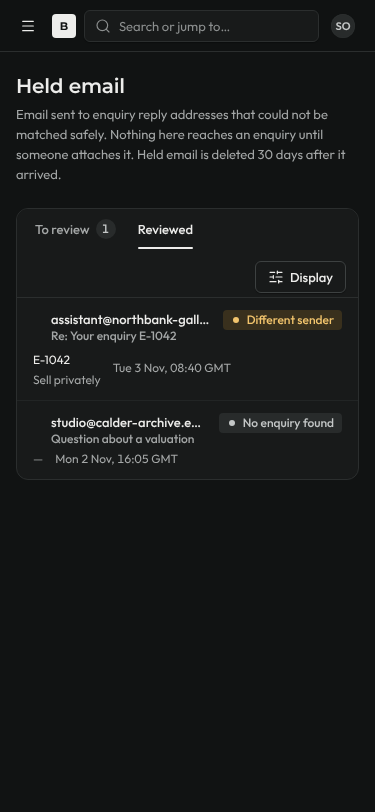 B
Search or jump to...
SO
Held email
Email sent to enquiry reply addresses that could not be
matched safely. Nothing here reaches an enquiry until
someone attaches it. Held email is deleted 30 days after it
arrived.
To review 1 Reviewed
Display
assistant@northbank-gall... Different sender
Re: Your enquiry E-1042
E-1042
Tue 3 Nov, 08:40 GMT
Sell privately
studio@calder-archive.e... No enquiry found
Question about a valuation
— Mon 2 Nov, 16:05 GMT